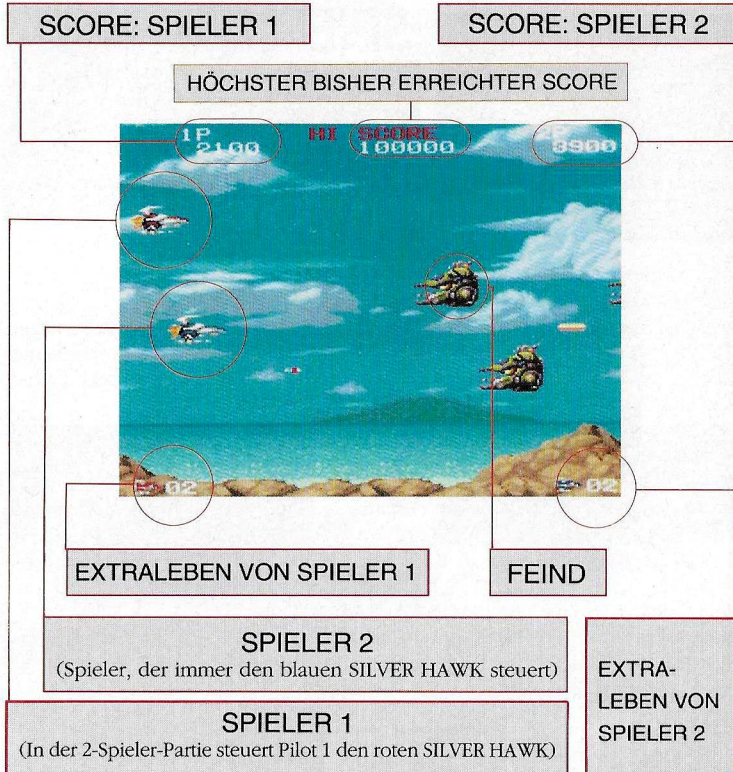 SCORE: SPIELER 1
SCORE: SPIELER 2
HÖCHSTER BISHER ERREICHTER SCORE
1P HI SCORE 2P
2100 100000 3900
02 02
EXTRALEBEN VON SPIELER 1
FEIND
SPIELER 2
(Spieler, der immer den blauen SILVER HAWK steuert)
EXTRA-
LEBEN VON
SPIELER 2
SPIELER 1
(In der 2-Spieler-Partie steuert Pilot 1 den roten SILVER HAWK)